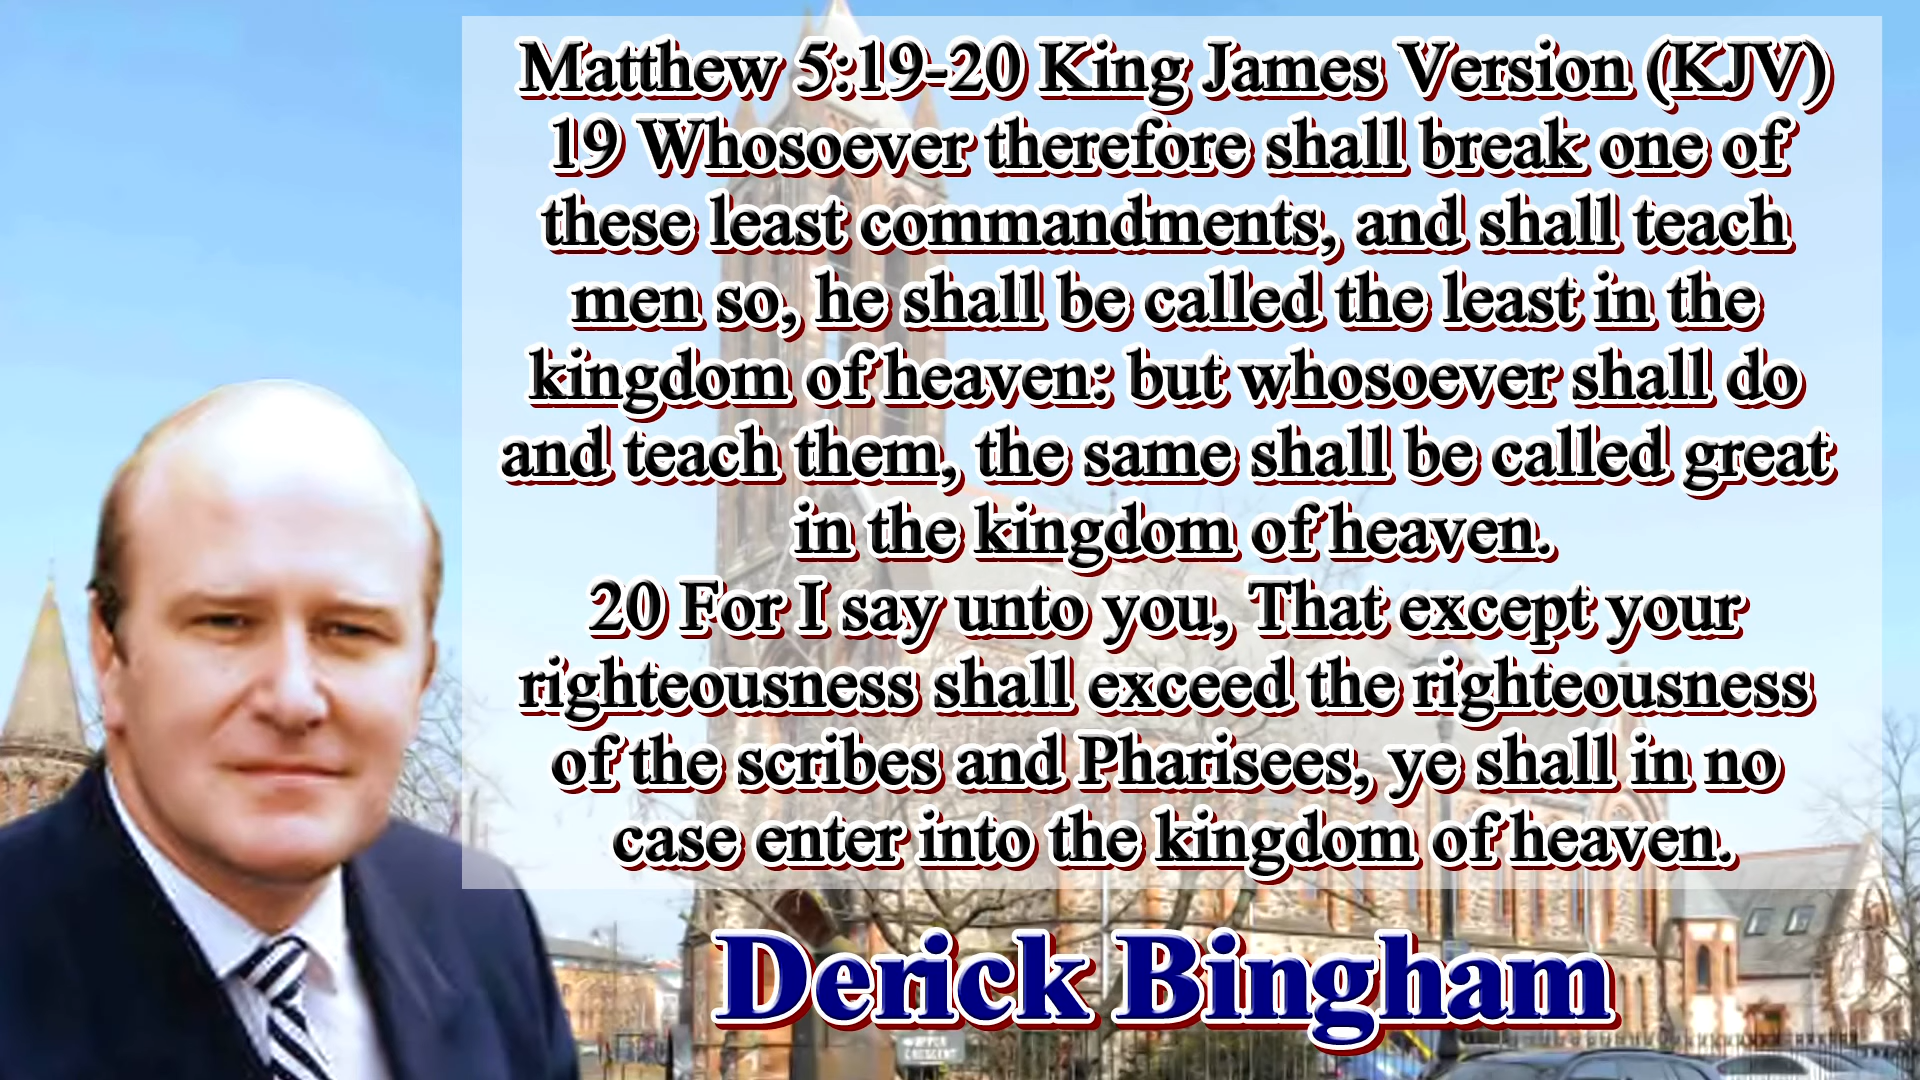 Matthew 5:19-20 King James Version (KJV)
19 Whosoever therefore shall break one of
these least commandments, and shall teach
men so, he shall be called the least in the
kingdom of heaven: but whosoever shall do
and teach them, the same shall be called great
in the kingdom of heaven.
20 For I say unto you, That except your
righteousness shall exceed the righteousness
of the scribes and Pharisees, ye shall in no
case enter into the kingdom of heaven.
Derick Bingham
UPPER
CRESCENT